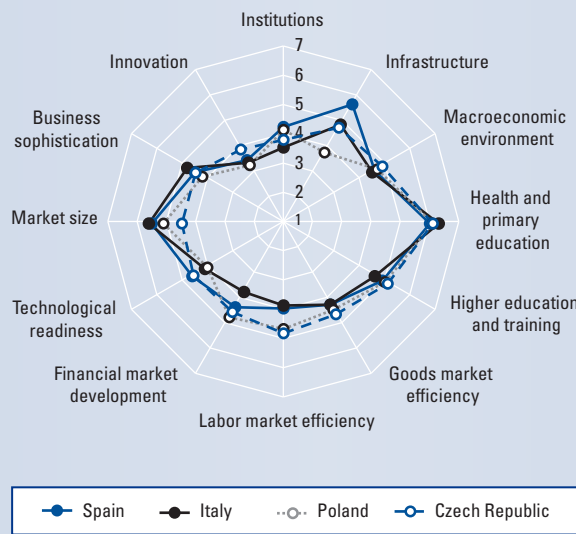 Institutions
7
6
5
4
3
2
1
Infrastructure
Macroeconomic
environment
Health and
primary
education
Higher education
and training
Goods market
efficiency
Labor market efficiency
Financial market
development
Technological
readiness
Market size
Business
sophistication
Innovation
Spain
Italy
Poland
Czech Republic